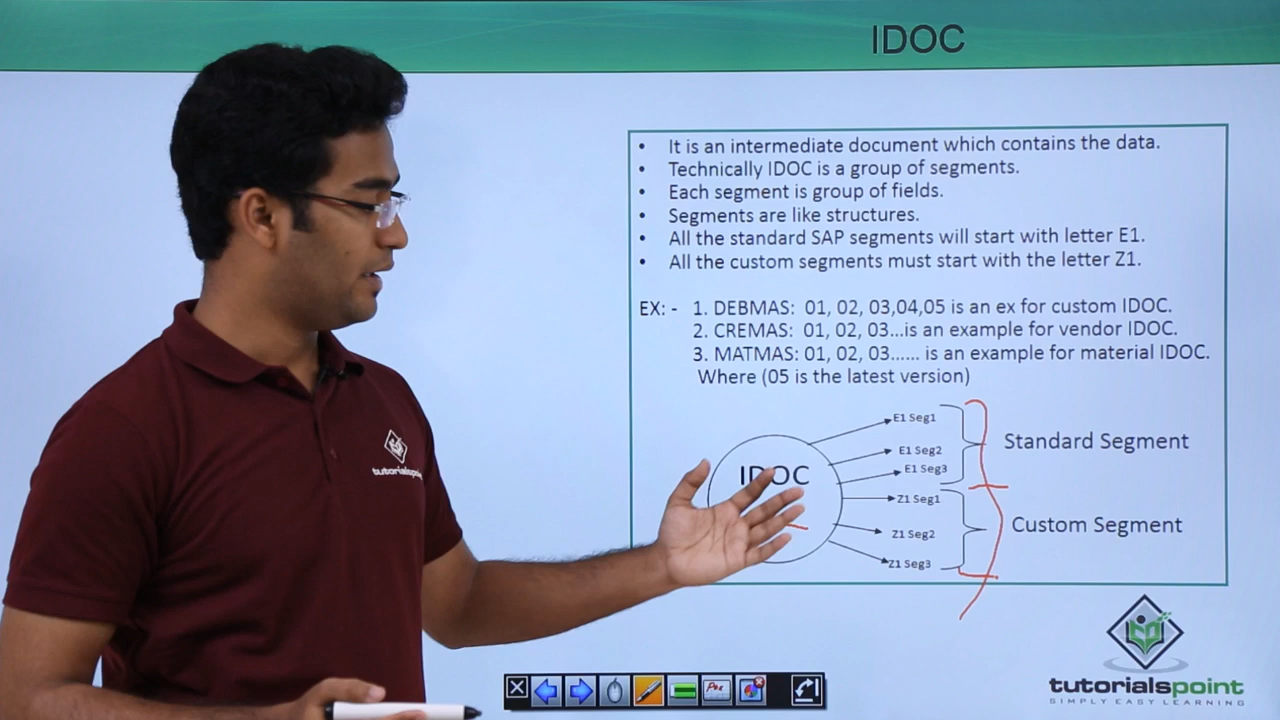 IDOC
• It is an intermediate document which contains the data.
• Technically IDOC is a group of segments.
• Each segment is group of fields.
• Segments are like structures.
• All the standard SAP segments will start with letter E1.
• All the custom segments must start with the letter Z1.
EX: - 1. DEBMAS: 01, 02, 03,04,05 is an ex for custom IDOC.
2. CREMAS: 01, 02, 03...is an example for vendor IDOC.
3. MATMAS: 01, 02, 03...... is an example for material IDOC.
Where (05 is the latest version)
IDOC
E1 Seg1
E1 Seg2
E1 Seg3
Standard Segment
Z1 Seg1
Z1 Seg2
Z1 Seg3
Custom Segment
tutorialspoint
tutorialspoint
SIMPLY EASY LEARNING